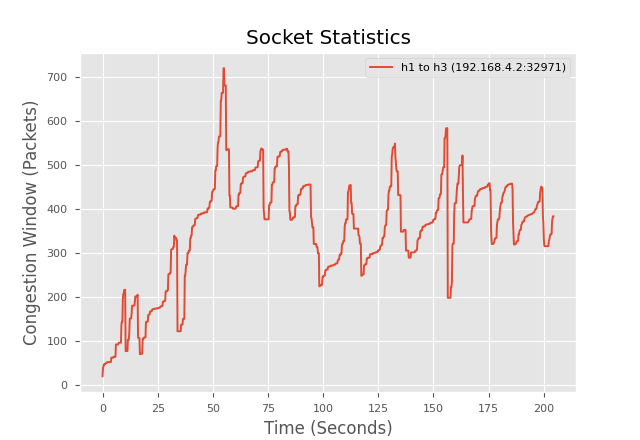 Socket Statistics
h1 to h3 (192.168.4.2:32971)
Congestion Window (Packets)
700
600
500
400
300
200
100
0
0 25 50 75 100 125 150 175 200
Time (Seconds)